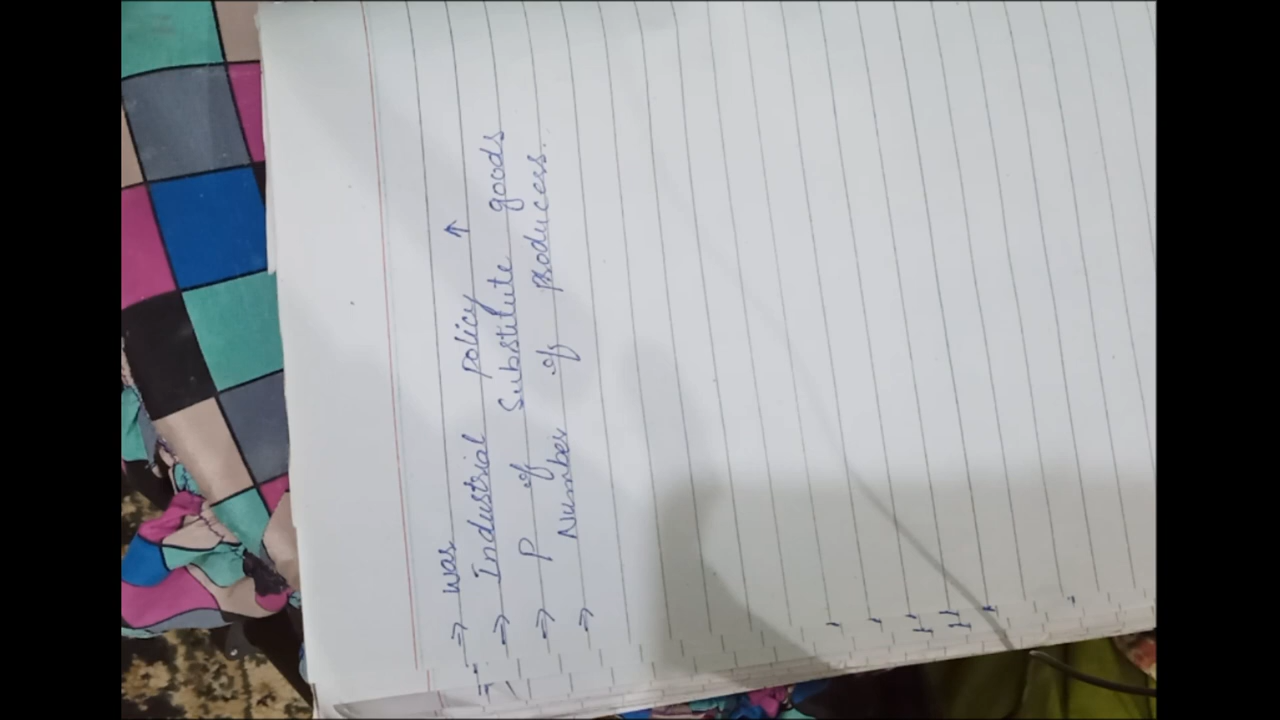 → was
→ Industrial policy ↑
→ P of Substitute goods
→ Number of producers.